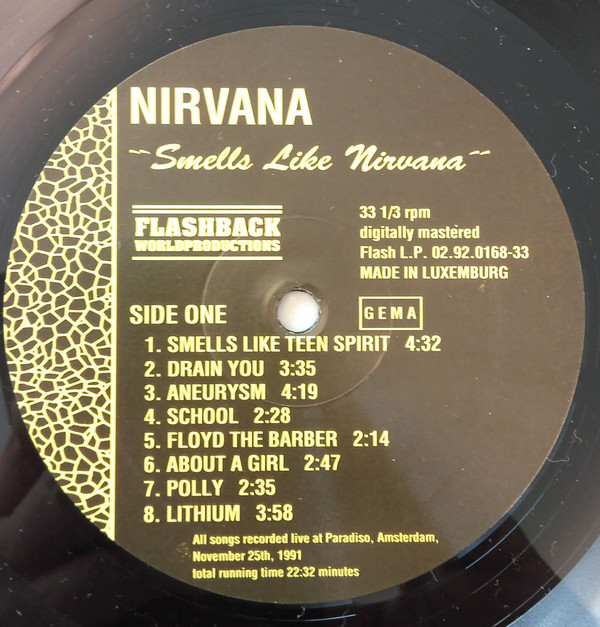 NIRVANA
~~Smells Like Nirvana~~
FLASHBACK
WORLDPRODUCTIONS
33 1/3 rpm
digitally mastered
Flash L.P. 02.92.0168-33
MADE IN LUXEMBURG
SIDE ONE
GEMA
1. SMELLS LIKE TEEN SPIRIT 4:32
2. DRAIN YOU 3:35
3. ANEURYSM 4:19
4. SCHOOL 2:28
5. FLOYD THE BARBER 2:14
6. ABOUT A GIRL 2:47
7. POLLY 2:35
8. LITHIUM 3:58
All songs recorded live at Paradiso, Amsterdam,
November 25th, 1991
total running time 22:32 minutes